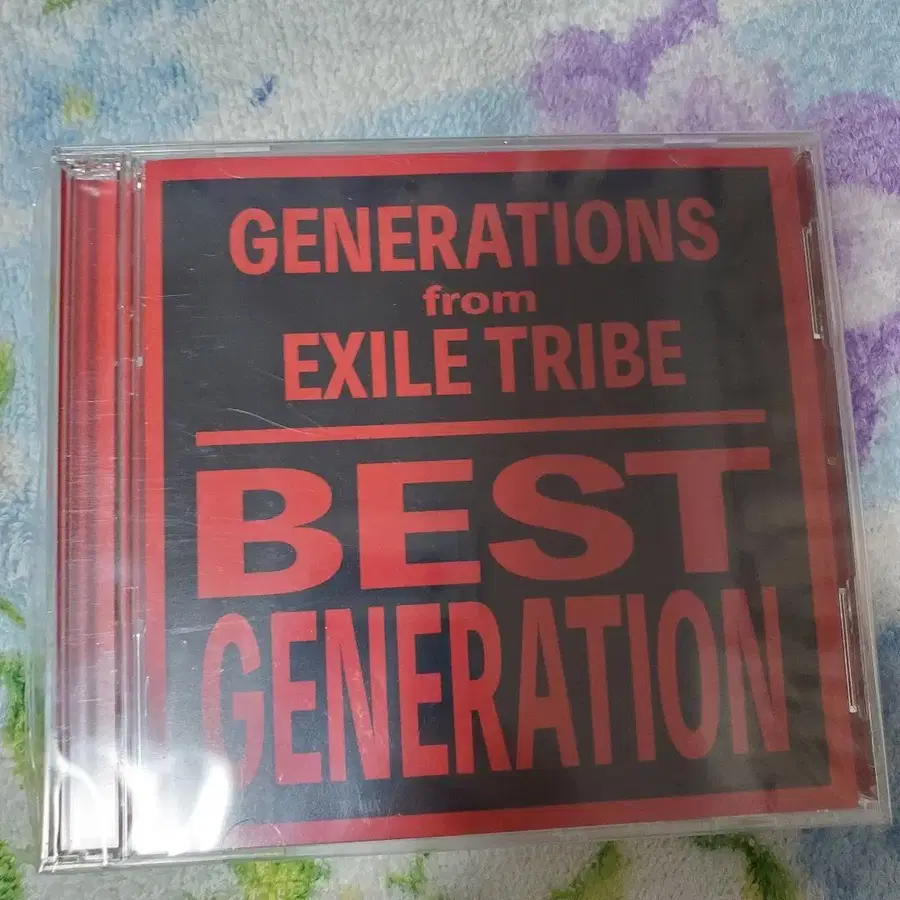 GENERATIONS
from
EXILE TRIBE
BEST
GENERATION